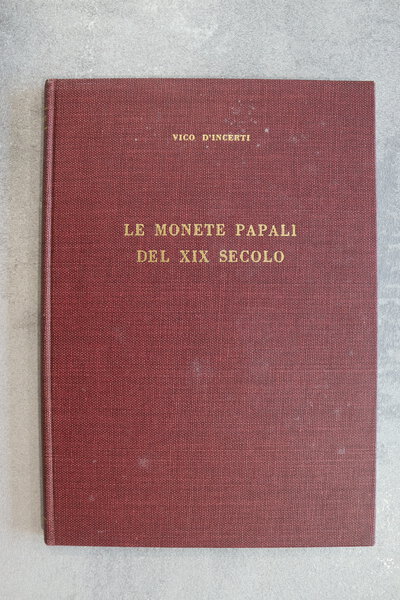 VICO D'INCERTI
LE MONETE PAPALI
DEL XIX SECOLO